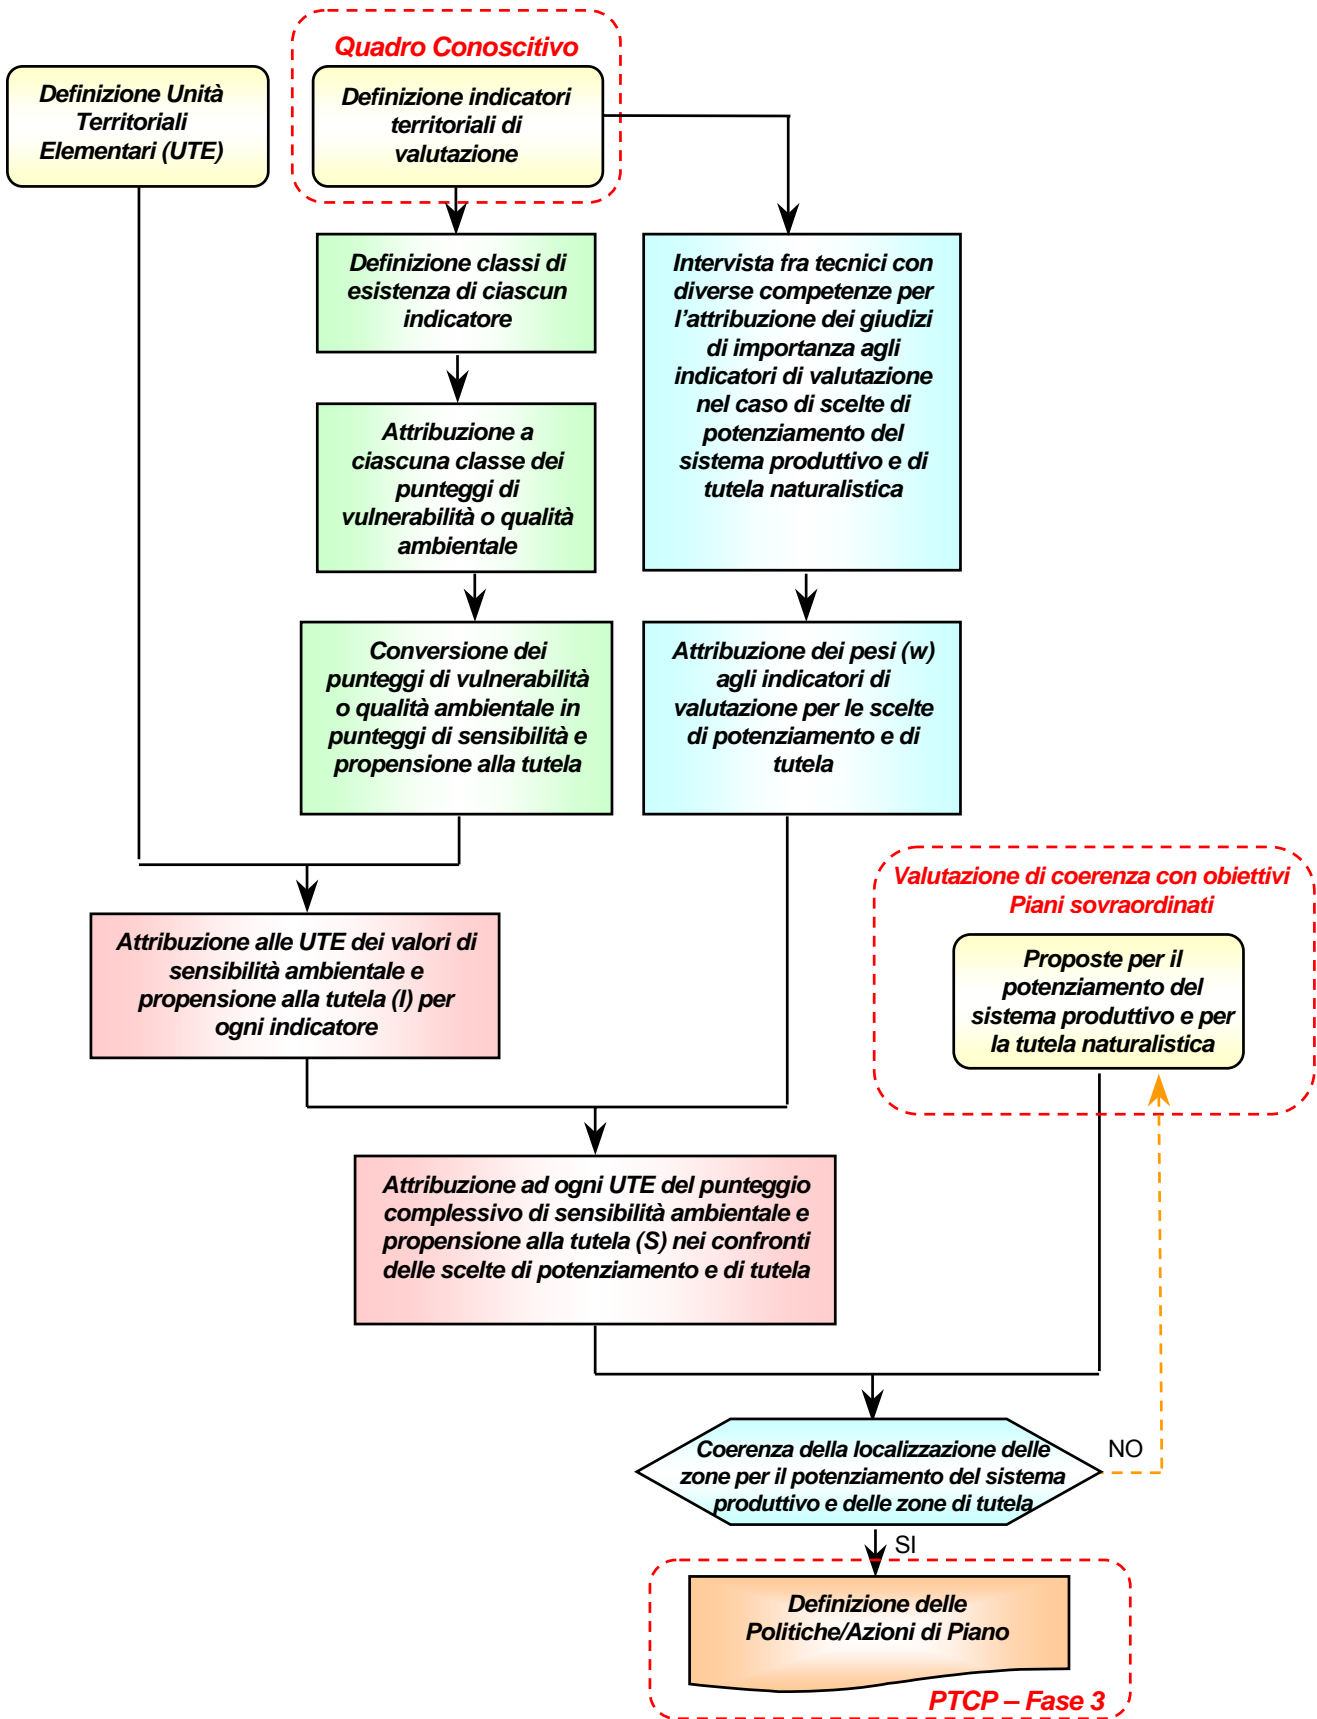 Quadro Conoscitivo
Definizione Unità
Territoriali
Elementari (UTE)
Definizione indicatori
territoriali di
valutazione
Definizione classi di
esistenza di ciascun
indicatore
Intervista fra tecnici con
diverse competenze per
l’attribuzione dei giudizi
di importanza agli
indicatori di valutazione
nel caso di scelte di
potenziamento del
sistema produttivo e di
tutela naturalistica
Attribuzione a
ciascuna classe dei
punteggi di
vulnerabilità o qualità
ambientale
Conversione dei
punteggi di vulnerabilità
o qualità ambientale in
punteggi di sensibilità e
propensione alla tutela
Attribuzione dei pesi (w)
agli indicatori di
valutazione per le scelte
di potenziamento e di
tutela
Valutazione di coerenza con obiettivi
Piani sovraordinati
Attribuzione alle UTE dei valori di
sensibilità ambientale e
propensione alla tutela (I) per
ogni indicatore
Proposte per il
potenziamento del
sistema produttivo e per
la tutela naturalistica
Attribuzione ad ogni UTE del punteggio
complessivo di sensibilità ambientale e
propensione alla tutela (S) nei confronti
delle scelte di potenziamento e di tutela
Coerenza della localizzazione delle
zone per il potenziamento del sistema
produttivo e delle zone di tutela
NO
SI
Definizione delle
Politiche/Azioni di Piano
PTCP – Fase 3